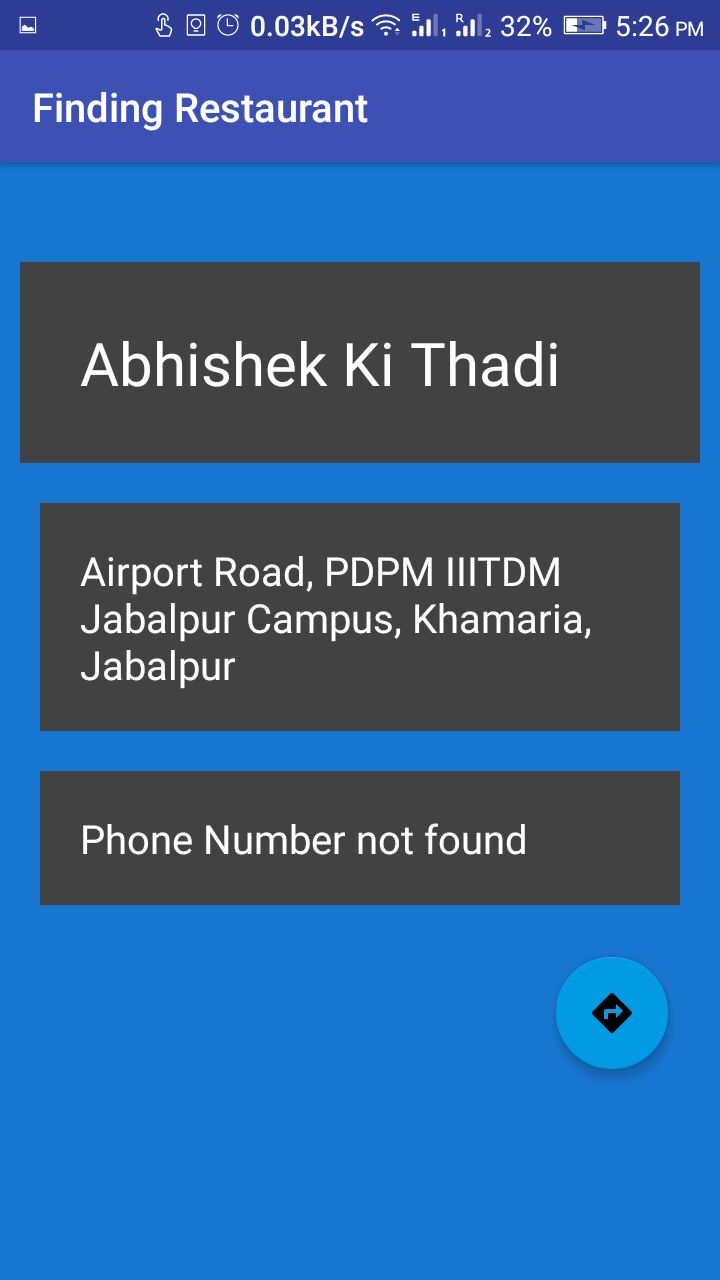 0.03kB/s E 1 R 2 32% 5:26 PM
Finding Restaurant
Abhishek Ki Thadi
Airport Road, PDPM IIITDM
Jabalpur Campus, Khamaria,
Jabalpur
Phone Number not found